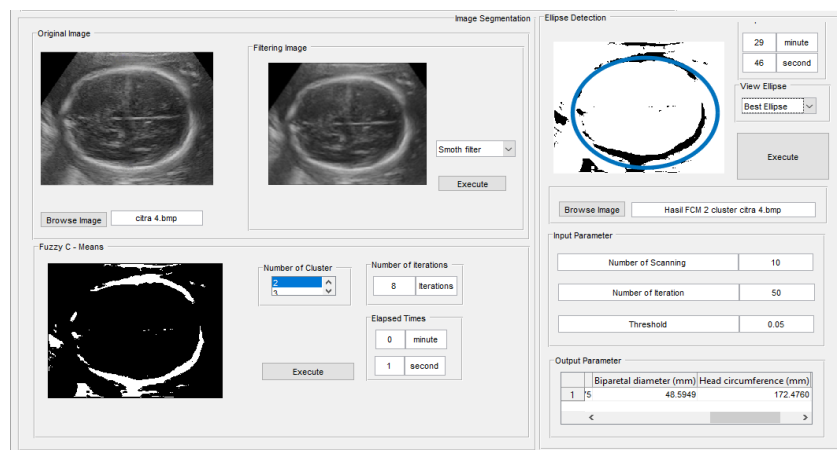 Image Segmentation
Original Image
Browse Image
citra 4.bmp
Filtering Image
Smoth filter
Execute
Fuzzy C - Means
Number of Cluster
2
3
Execute
Number of iterations
8 Iterations
Elapsed Times
0 minute
1 second
Ellipse Detection
29 minute
46 second
View Ellipse
Best Ellipse
Execute
Browse Image
Hasil FCM 2 cluster citra 4.bmp
Input Parameter
Number of Scanning 10
Number of Iteration 50
Threshold 0.05
Output Parameter
Biparetal diameter (mm) Head circumference (mm)
1 '5 48.5949 172.4760